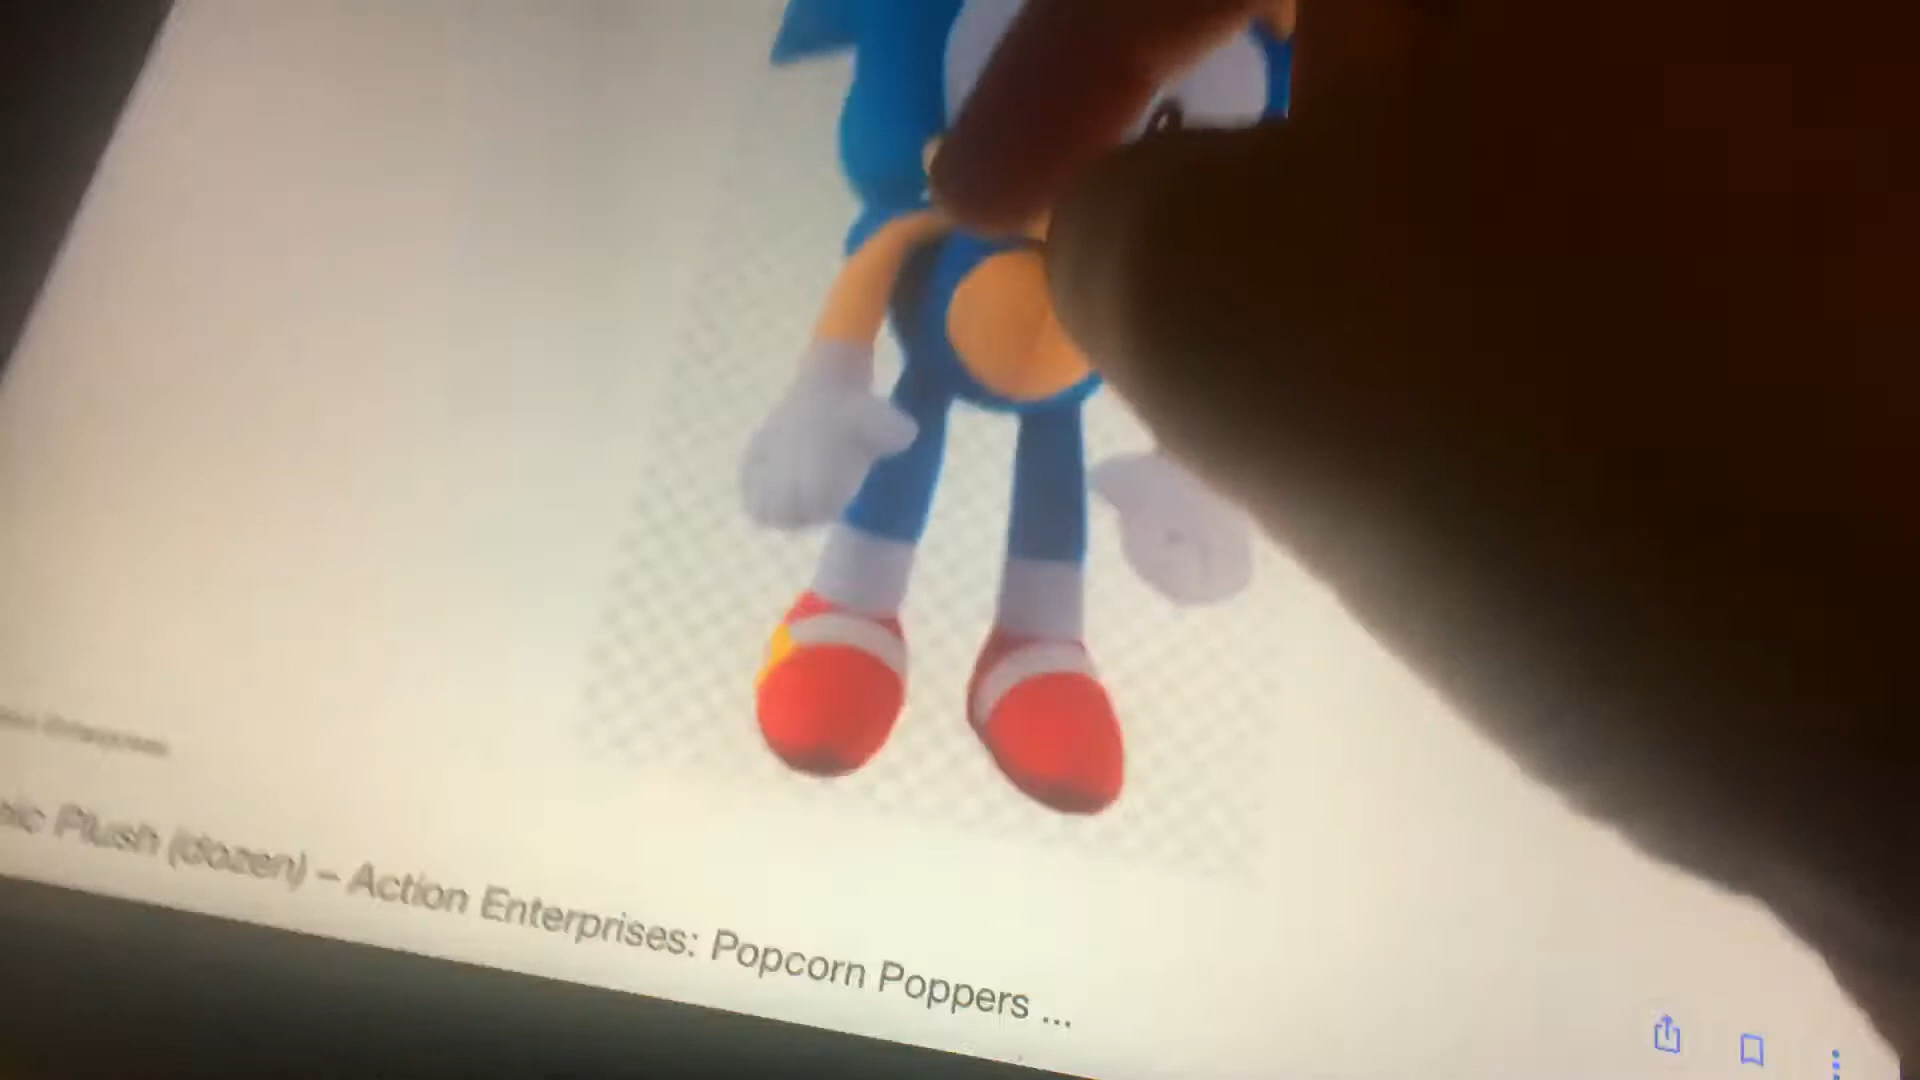 Plush (dozen) – Action Enterprises: Popcorn Poppers ...